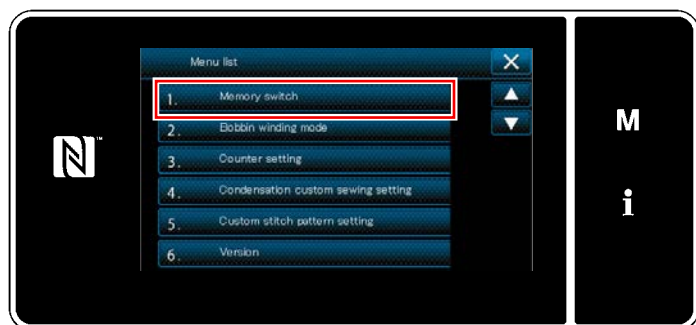 Menu list
1. Memory switch
2. Bobbin winding mode
3. Counter setting
4. Condensation custom sewing setting
5. Custom stitch pattern setting
6. Version
N
M
i